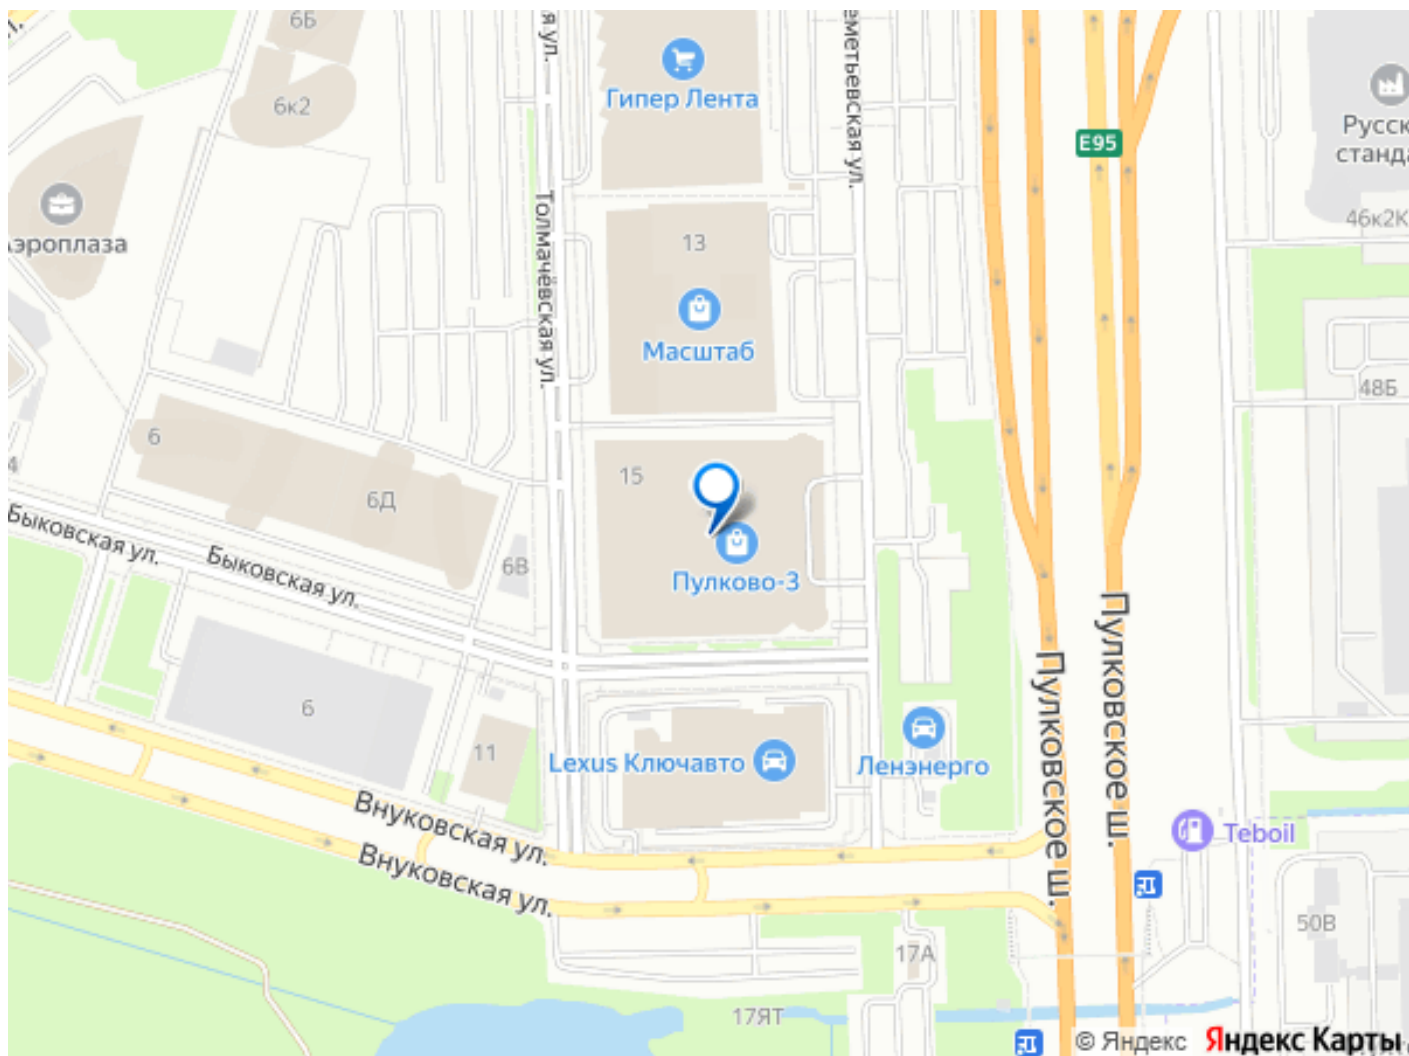 6Б
я ул.
еметьевская ул.
Гипер Лента
6к2
E95
Русск
станда
Аэроплаза
46к2К
13
Толмачёвская ул.
Масштаб
48Б
6
15
6Д
4
Быковская ул.
Быковская ул.
6В
Пулково-3
Пулковское ш.
Пулковское ш.
6
11
Lexus Ключавто
Ленэнерго
Внуковская ул.
Внуковская ул.
Teboil
50В
17А
17ЯТ
© Яндекс Яндекс Карты